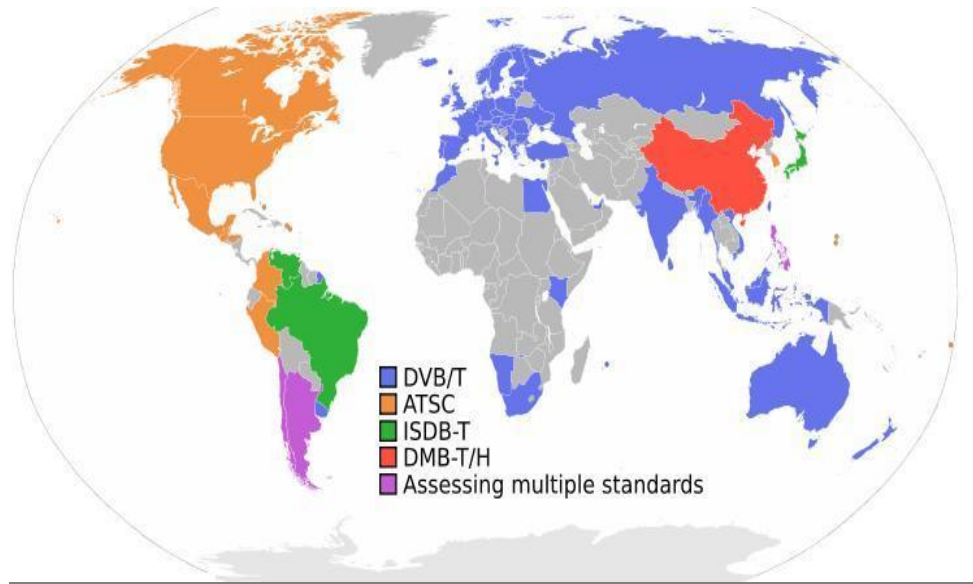 DVB/T
ATSC
ISDB-T
DMB-T/H
Assessing multiple standards